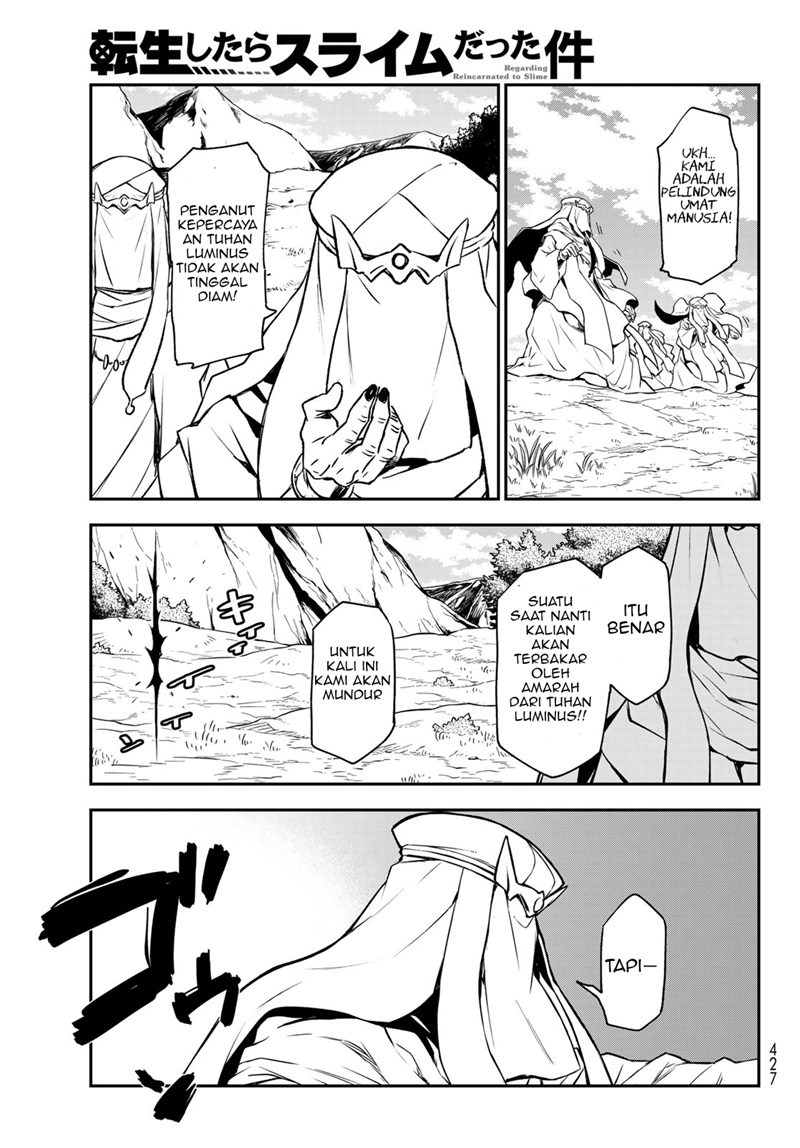 転生したらスライムだった件
Regarding
Reincarnated to Slime
UKH...
KAMI
ADALAH
PELINDUNG
UMAT
MANUSIA!
PENGANUT
KEPERCAYA
AN TUHAN
LUMINUS
TIDAK AKAN
TINGGAL
DIAM!
ITU
BENAR
SUATU
SAAT NANTI
KALIAN
AKAN
TERBAKAR
OLEH
AMARAH
DARI TUHAN
LUMINUS!!
UNTUK
KALI INI
KAMI AKAN
MUNDUR
キィィィン
TAPI—
ゴゥ
427